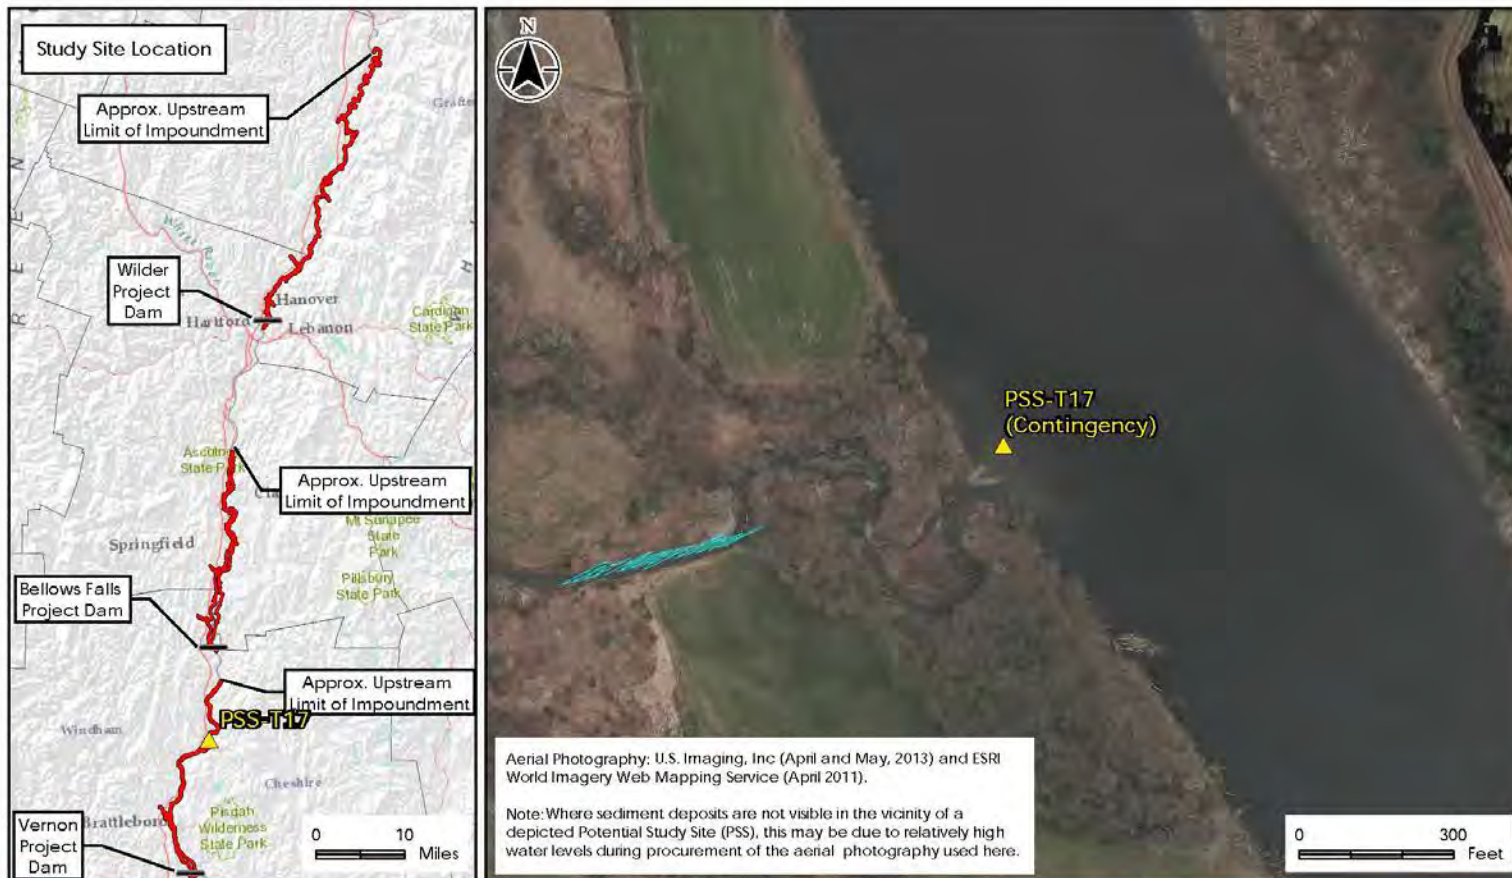 Study Site Location
Approx. Upstream
Limit of Impoundment
Wilder
Project
Dam
Hanover
Hartford
Lebanon
Cardigan
State Park
State Park
Approx. Upstream
Limit of Impoundment
Mt Sunapee
State
Park
Springfield
Pillsbury
State Park
Bellows Falls
Project Dam
Approx. Upstream
Limit of Impoundment
PSS-T17
Windham
Cheshire
Pisgah
Wilderness
State Park
Vernon
Project
Dam
0 10
Miles
N
PSS-T17
(Contingency)
Aerial Photography: U.S. Imaging, Inc (April and May, 2013) and ESRI
World Imagery Web Mapping Service (April 2011).
Note: Where sediment deposits are not visible in the vicinity of a
depicted Potential Study Site (PSS), this may be due to relatively high
water levels during procurement of the aerial photography used here.
0 300
Feet